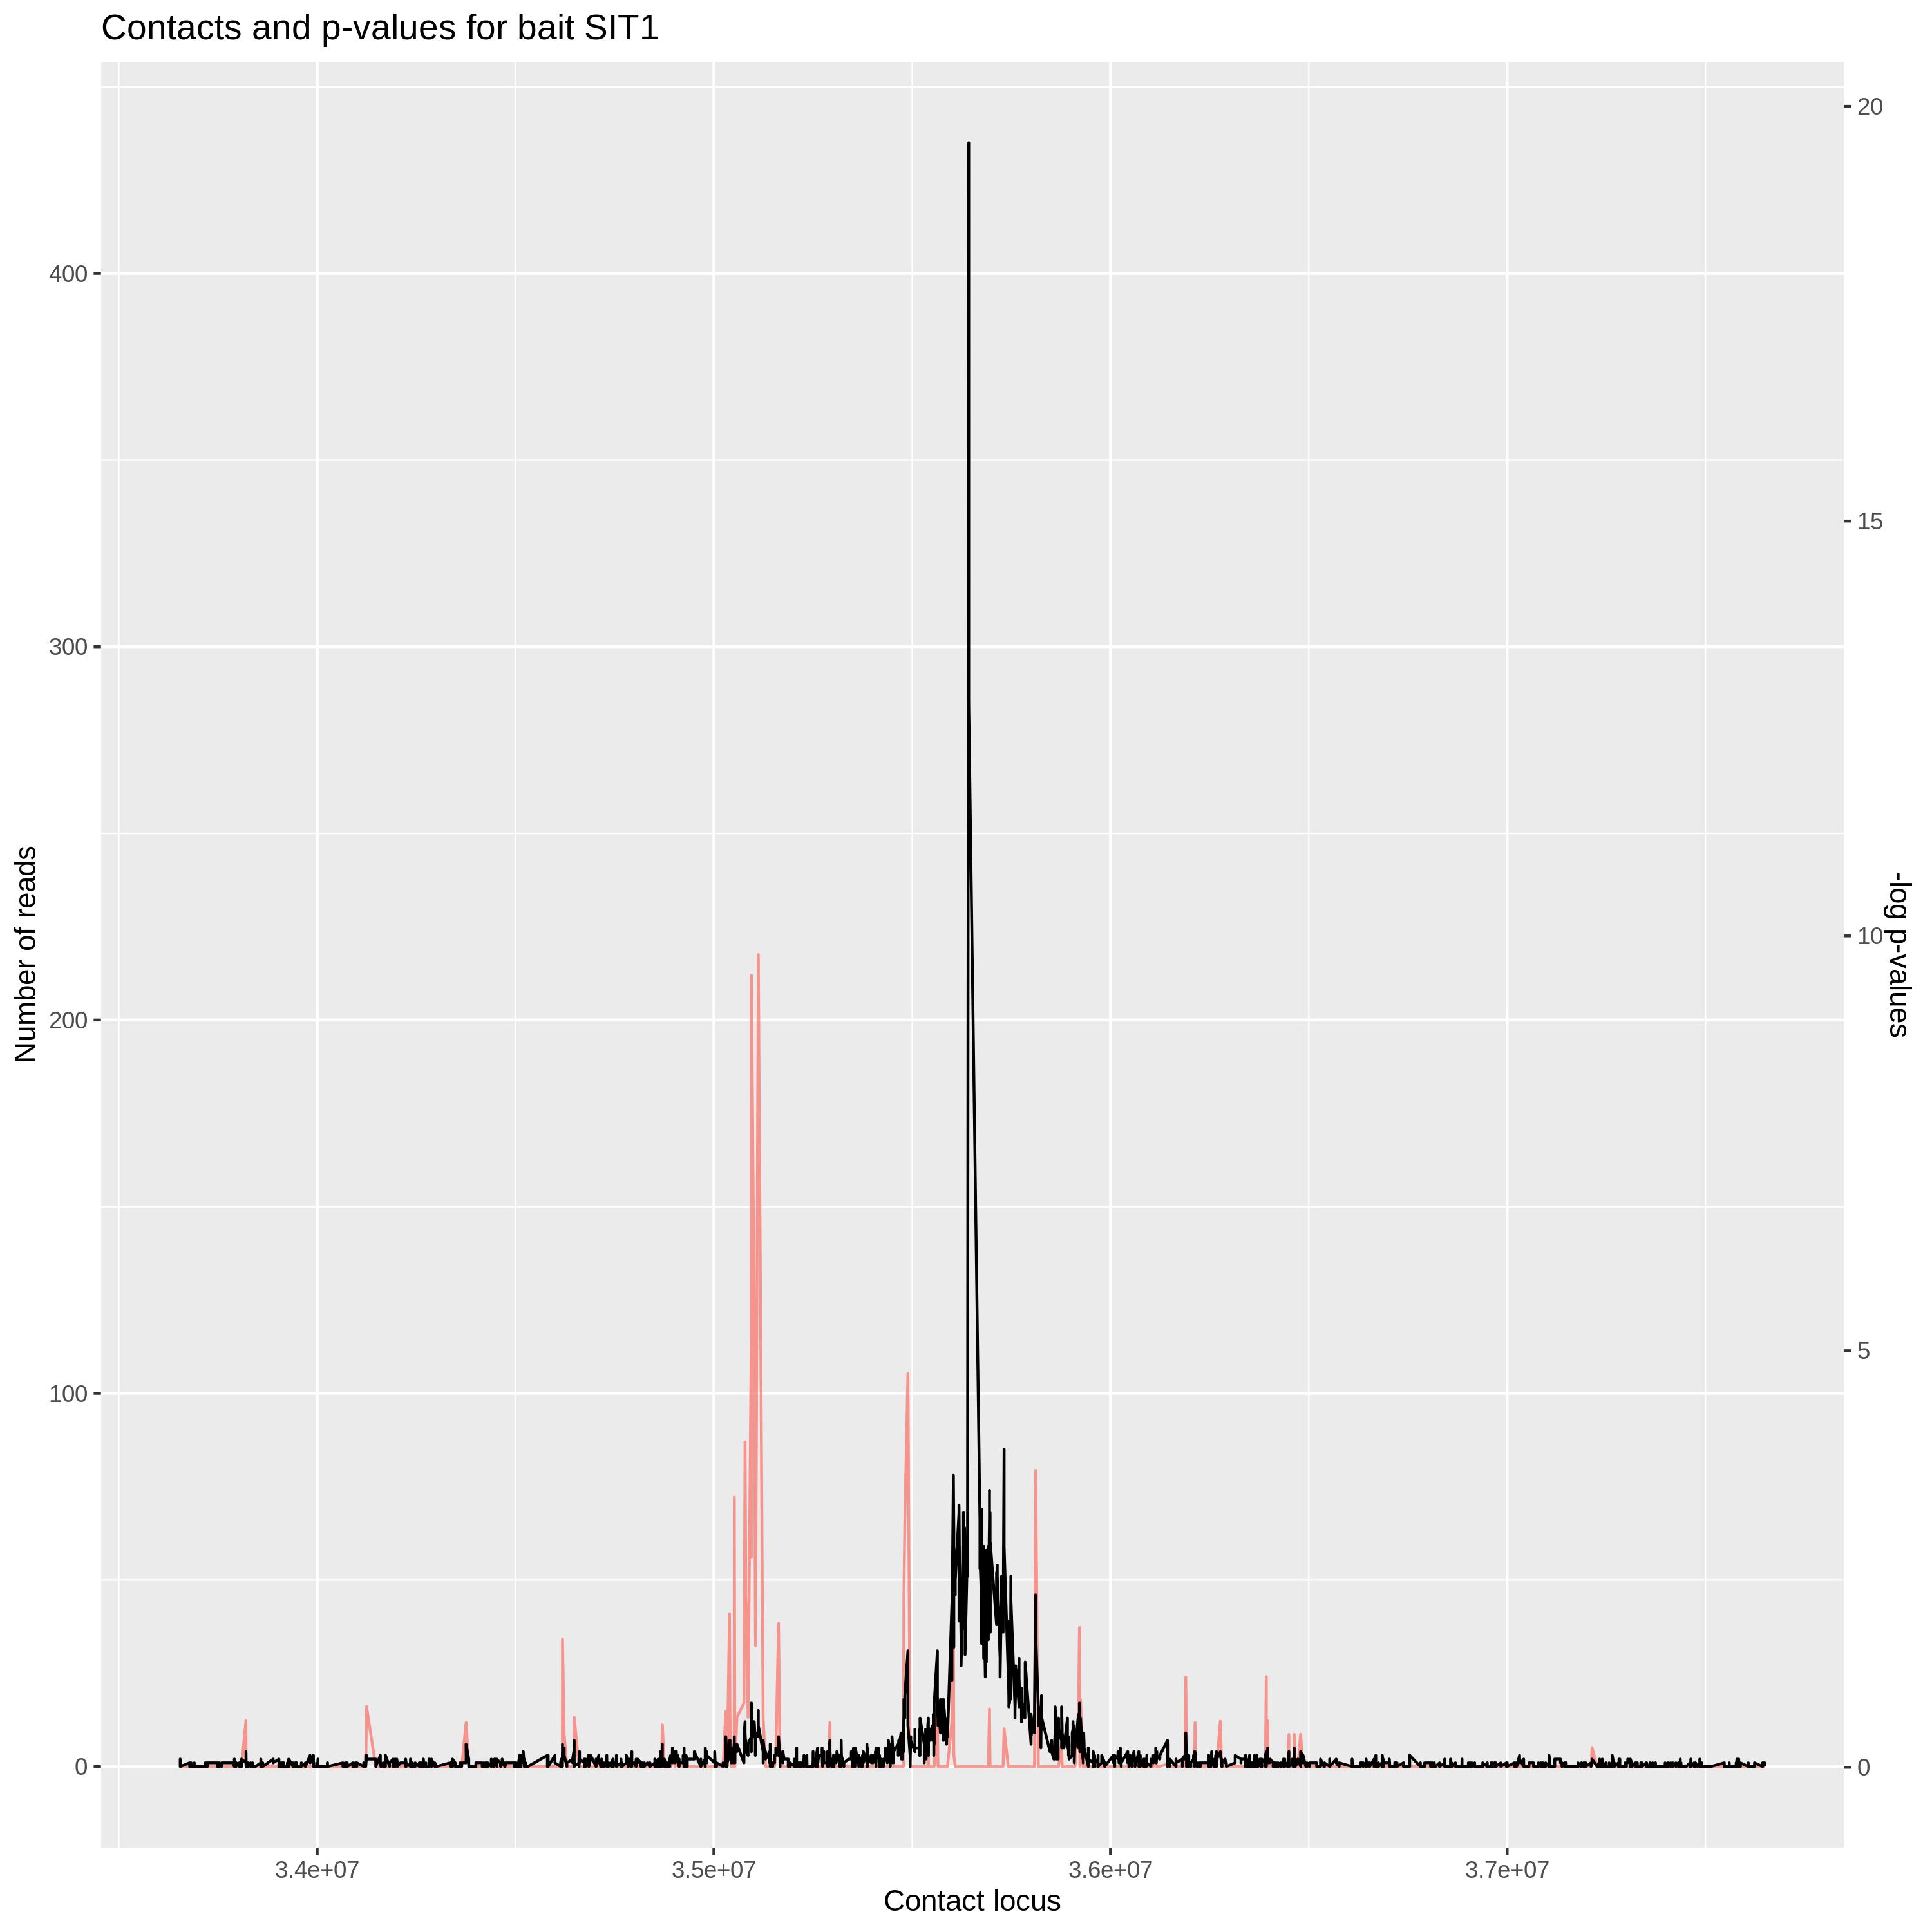 Contacts and p-values for bait SIT1
400
300
200
100
0
Number of reads
20
15
10
5
0
-log p-values
3.4e+07
3.5e+07
3.6e+07
3.7e+07
Contact locus